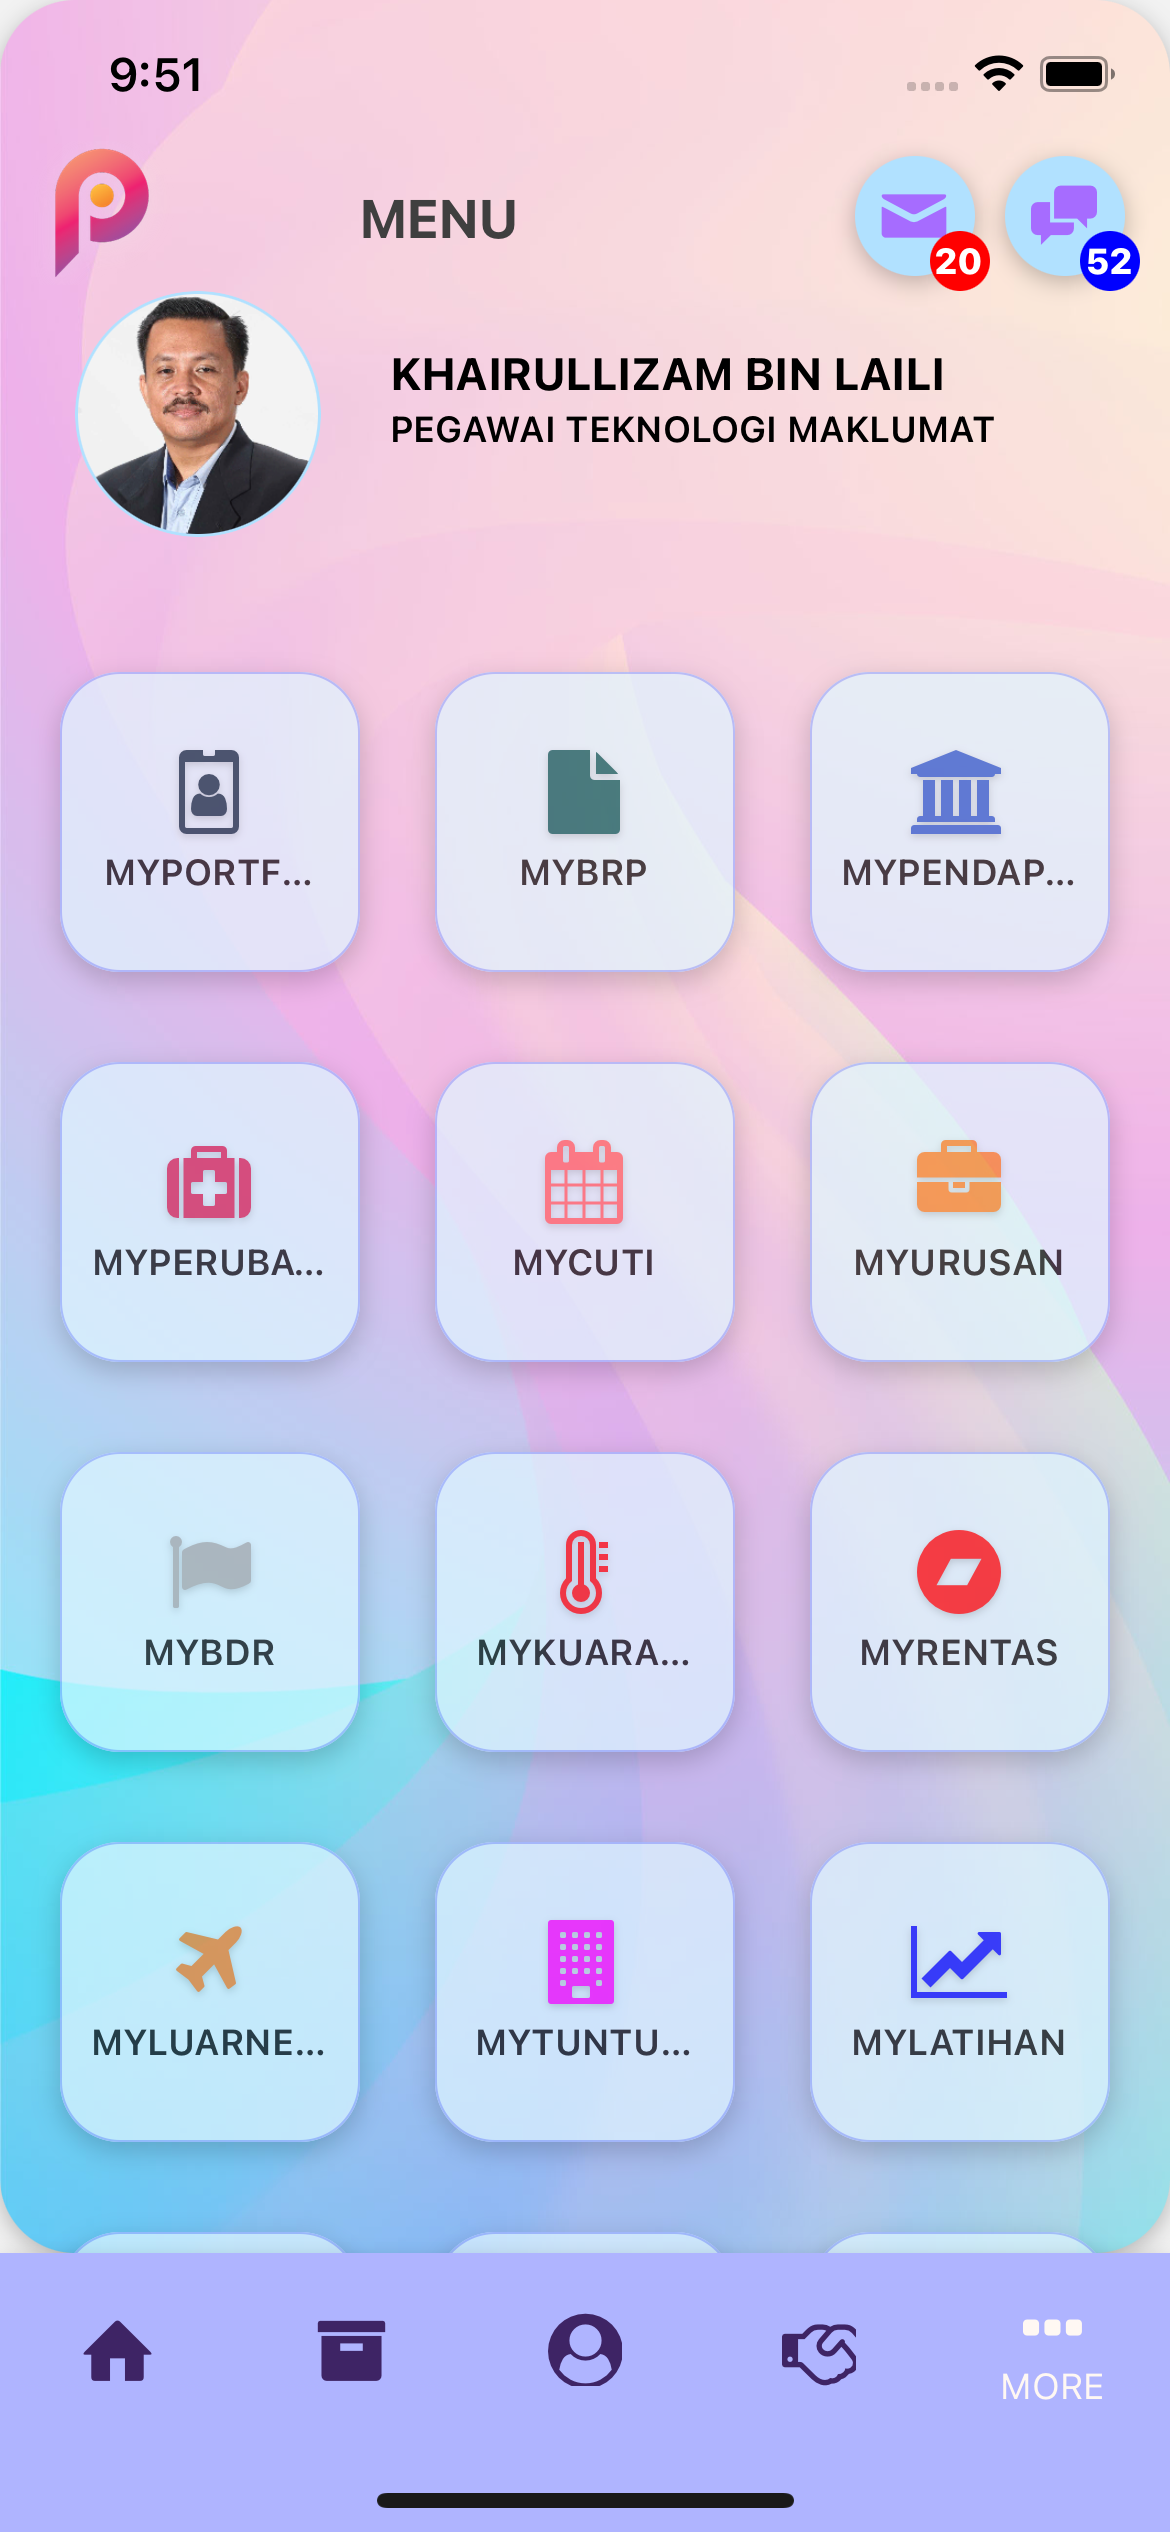 9:51
MENU
20
52
KHAIRULLIZAM BIN LAILI
PEGAWAI TEKNOLOGI MAKLUMAT
MYPORTF...
MYBRP
MYPENDAP...
MYPERUBA...
MYCUTI
MYURUSAN
MYBDR
MYKUARA...
MYRENTAS
MYLUARNE...
MYTUNTU...
MYLATIHAN
MORE